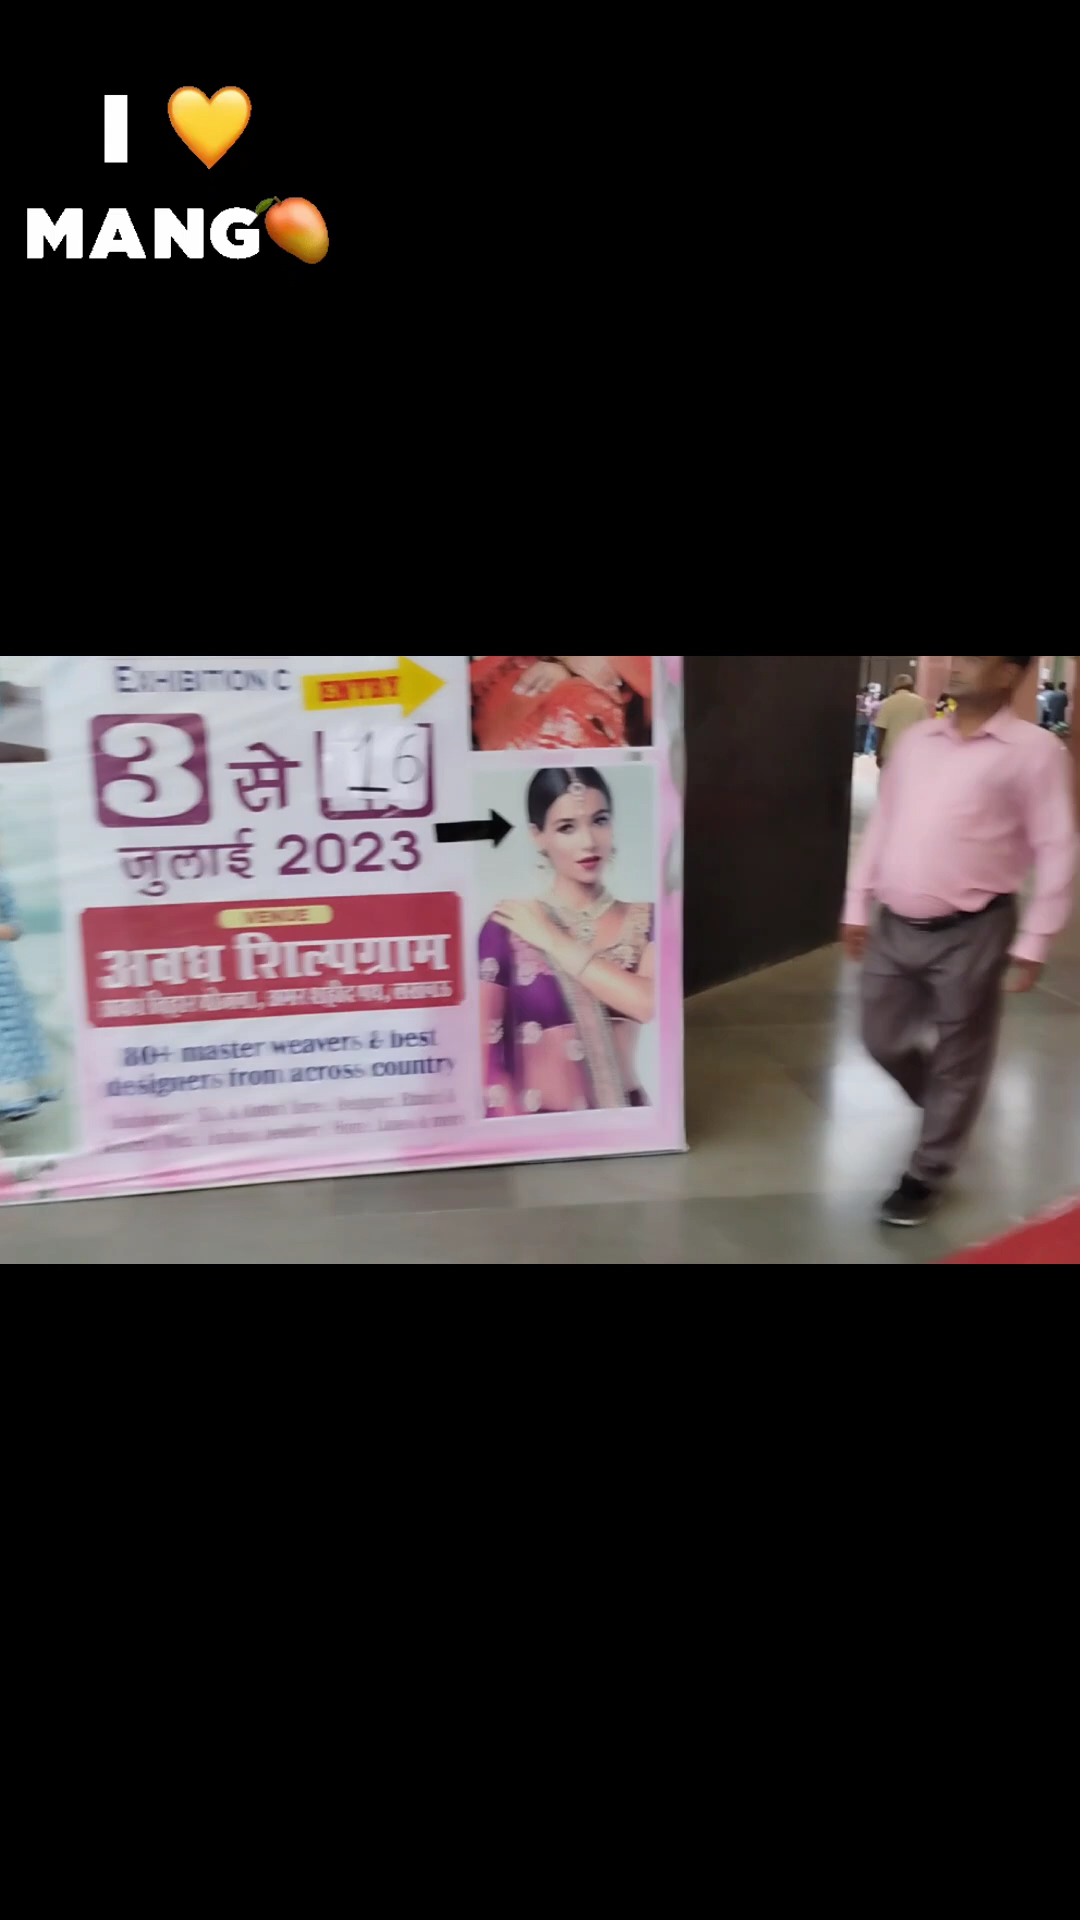 I 💛
MANG🥭
EXHIBITION
ENTRY
3 से 16
जुलाई 2023
VENUE
अवध शिल्पग्राम
80+ master weavers & best
designers from across country